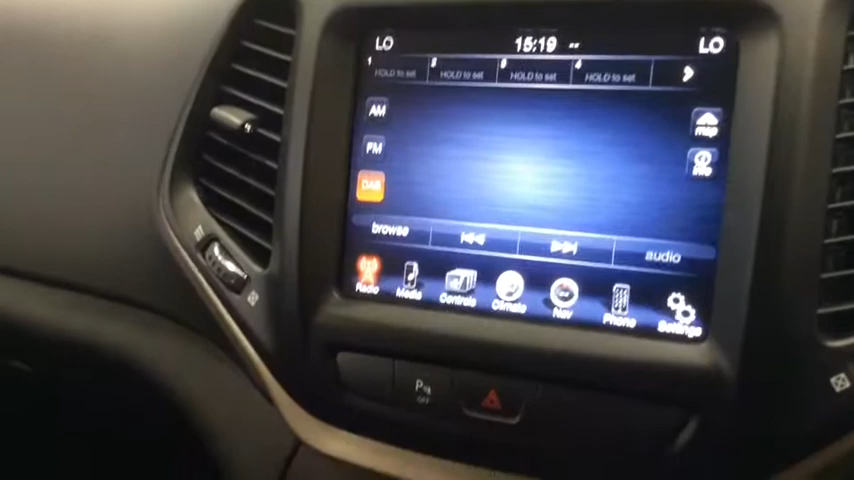 LO 15:19 -- LO
1 HOLD to set 2 HOLD to set 3 HOLD to set 4 HOLD to set
AM
map
FM
info
DAB
browse audio
Radio Media Controls Climate Nav Phone Settings
P
OFF